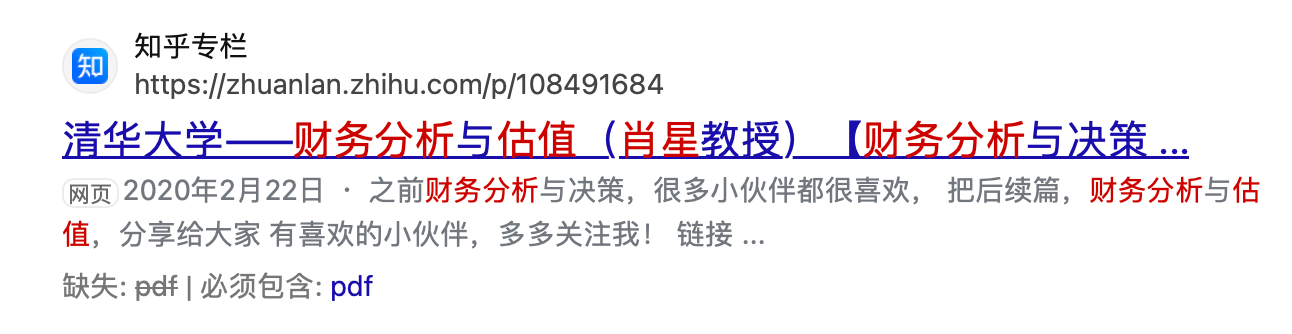 知乎专栏
知
https://zhuanlan.zhihu.com/p/108491684
清华大学——财务分析与估值（肖星教授）【财务分析与决策 ...
网页 2020年2月22日 · 之前财务分析与决策，很多小伙伴都很喜欢， 把后续篇，财务分析与估
值，分享给大家 有喜欢的小伙伴，多多关注我！ 链接 ...
缺失: pdf | 必须包含: pdf